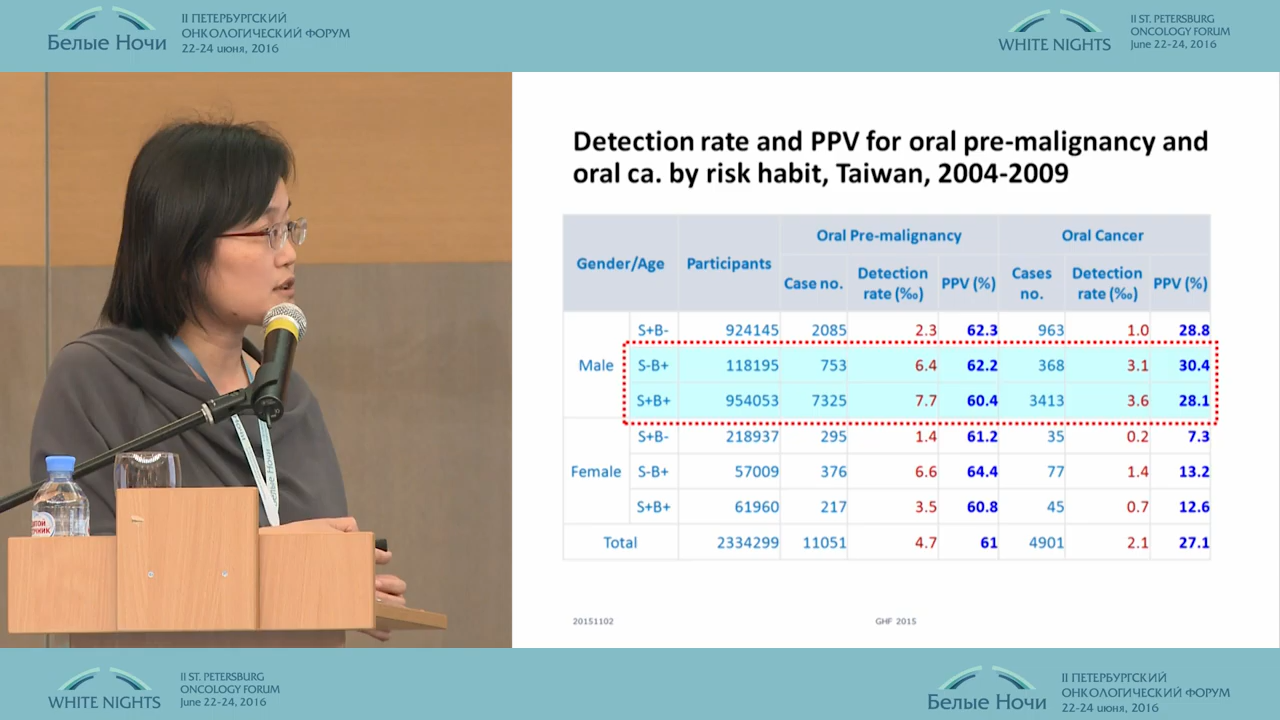 II ПЕТЕРБУРГСКИЙ
ОНКОЛОГИЧЕСКИЙ ФОРУМ
Белые Ночи
22-24 июня, 2016
II ST. PETERSBURG
ONCOLOGY FORUM
WHITE NIGHTS
June 22-24, 2016
Detection rate and PPV for oral pre-malignancy and
oral ca. by risk habit, Taiwan, 2004-2009
Gender/Age Participants Oral Pre-malignancy Oral Cancer
Case no. Detection rate (‰) PPV (%) Cases no. Detection rate (‰) PPV (%)
Male S+B- 924145 2085 2.3 62.3 963 1.0 28.8
S-B+ 118195 753 6.4 62.2 368 3.1 30.4
S+B+ 954053 7325 7.7 60.4 3413 3.6 28.1
Female S+B- 218937 295 1.4 61.2 35 0.2 7.3
S-B+ 57009 376 6.6 64.4 77 1.4 13.2
S+B+ 61960 217 3.5 60.8 45 0.7 12.6
Total 2334299 11051 4.7 61 4901 2.1 27.1
20151102 GHF 2015
Белые Ночи
II ST. PETERSBURG
ONCOLOGY FORUM
WHITE NIGHTS
June 22-24, 2016
II ПЕТЕРБУРГСКИЙ
ОНКОЛОГИЧЕСКИЙ ФОРУМ
Белые Ночи
22-24 июня, 2016